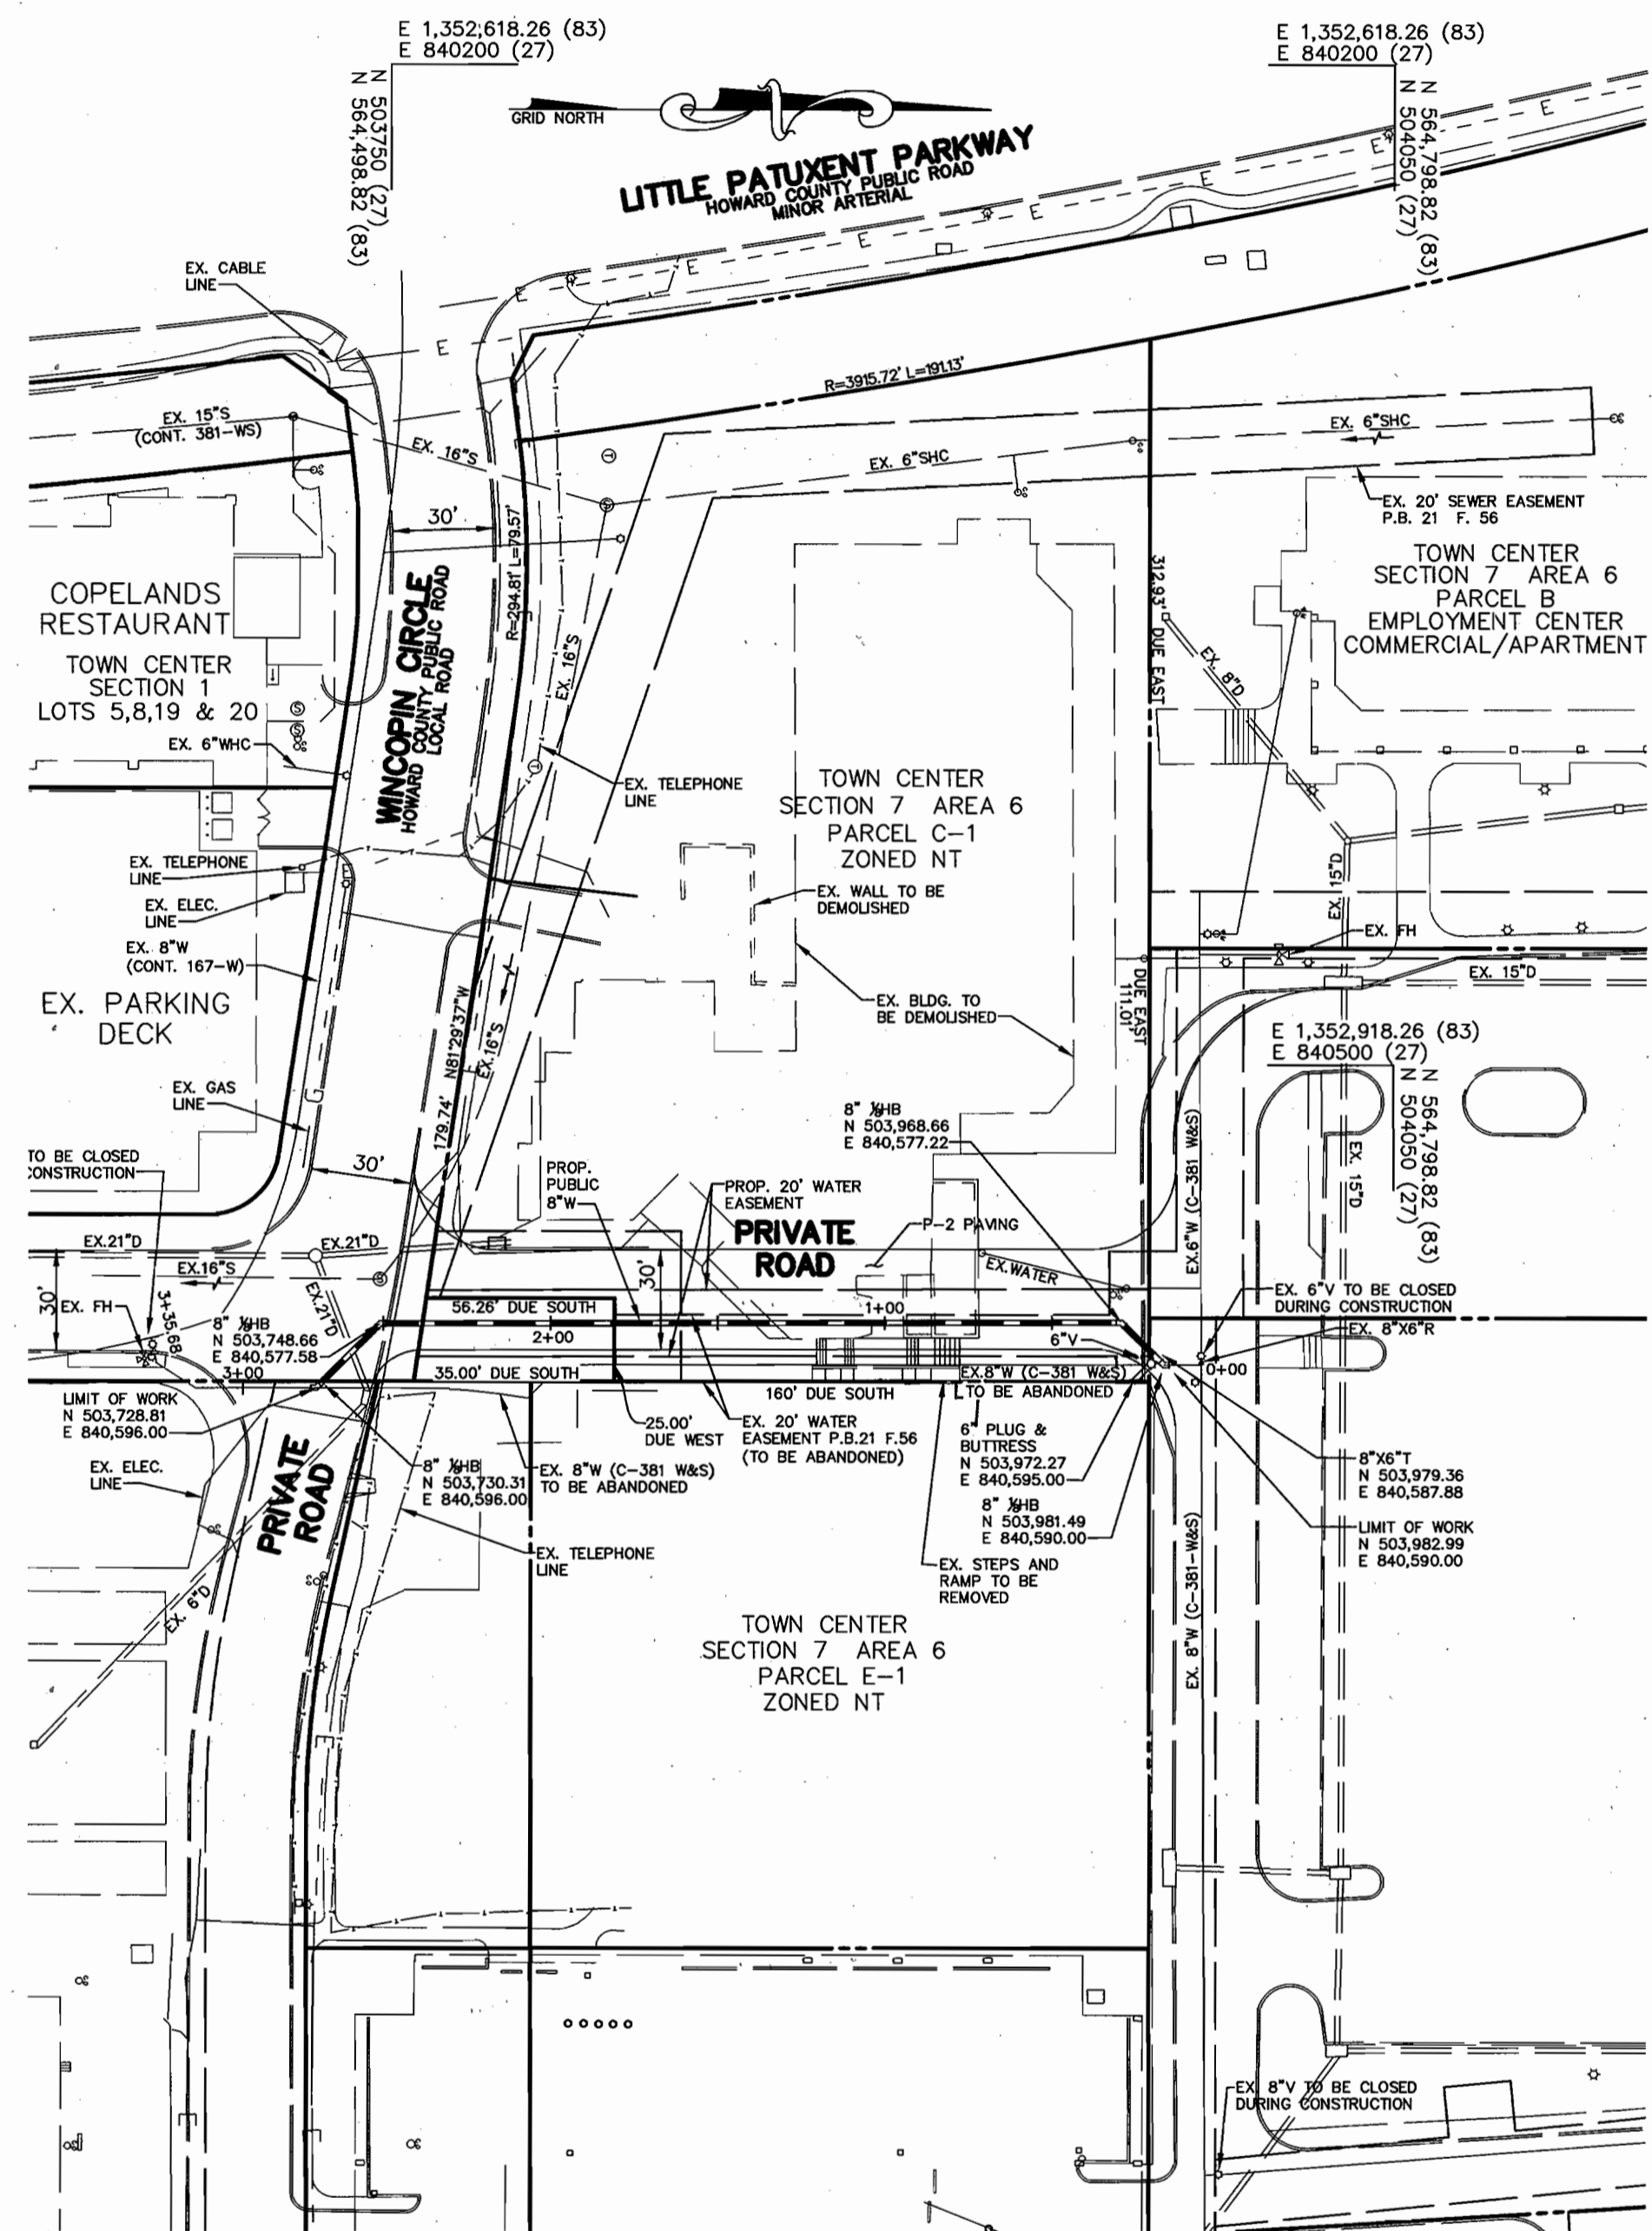 E 1,352,618.26 (83)
E 840200 (27)
N 503750 (27)
N 564,498.82 (83)
E 1,352,618.26 (83)
E 840200 (27)
N 564,798.82 (83)
N 504050 (27)
GRID NORTH
LITTLE PATUXENT PARKWAY
HOWARD COUNTY PUBLIC ROAD
MINOR ARTERIAL
EX. CABLE
LINE
E
E
E
E
E
E
E
E
R=3915.72' L=191.13'
EX. 15"S
(CONT. 381-WS)
EX. 16"S
EX. 6"SHC
EX. 6"SHC
EX. 20' SEWER EASEMENT
P.B. 21 F. 56
30'
R=294.81' L=79.57'
COPELANDS
RESTAURANT
TOWN CENTER
SECTION 1
LOTS 5,8,19 & 20
EX. 6"WHC
WINCOPIN CIRCLE
HOWARD COUNTY PUBLIC ROAD
LOCAL ROAD
EX. 16"S
EX. TELEPHONE
LINE
TOWN CENTER
SECTION 7 AREA 6
PARCEL C-1
ZONED NT
312.93' DUE EAST
EX. 8"D
TOWN CENTER
SECTION 7 AREA 6
PARCEL B
EMPLOYMENT CENTER
COMMERCIAL/APARTMENT
EX. TELEPHONE
LINE
EX. ELEC.
LINE
EX. 8"W
(CONT. 167-W)
EX. PARKING
DECK
EX. GAS
LINE
G
EX. WALL TO BE
DEMOLISHED
EX. BLDG. TO
BE DEMOLISHED
EX. 15"D
EX. FH
EX. 15"D
DUE EAST
111.01'
E 1,352,918.26 (83)
E 840500 (27)
N 564,798.82 (83)
N 504050 (27)
N81°29'37"W
179.74'
EX.16"S
8" ⅛HB
N 503,968.66
E 840,577.22
EX.6"W (C-381 W&S)
EX. 15"D
TO BE CLOSED
CONSTRUCTION
30'
PROP.
PUBLIC
8"W
PROP. 20' WATER
EASEMENT
PRIVATE
ROAD
P-2 PAVING
EX.WATER
EX.21"D
EX.21"D
EX.16"S
EX.21"D
30'
30'
EX. FH
3+35.68
8" ⅛HB
N 503,748.66
E 840,577.58
3+00
56.26' DUE SOUTH
2+00
1+00
6"V
EX. 6"V TO BE CLOSED
DURING CONSTRUCTION
EX. 8"X6"R
0+00
LIMIT OF WORK
N 503,728.81
E 840,596.00
35.00' DUE SOUTH
160' DUE SOUTH
EX.8"W (C-381 W&S)
TO BE ABANDONED
25.00'
DUE WEST
EX. 20' WATER
EASEMENT P.B.21 F.56
(TO BE ABANDONED)
6" PLUG &
BUTTRESS
N 503,972.27
E 840,595.00
8"X6"T
N 503,979.36
E 840,587.88
EX. ELEC.
LINE
PRIVATE
ROAD
8" ⅛HB
N 503,730.31
E 840,596.00
EX. 8"W (C-381 W&S)
TO BE ABANDONED
8" ⅛HB
N 503,981.49
E 840,590.00
LIMIT OF WORK
N 503,982.99
E 840,590.00
EX. TELEPHONE
LINE
EX. STEPS AND
RAMP TO BE
REMOVED
EX. 6"D
EX. 8"W (C-381-W&S)
TOWN CENTER
SECTION 7 AREA 6
PARCEL E-1
ZONED NT
EX. 8"V TO BE CLOSED
DURING CONSTRUCTION